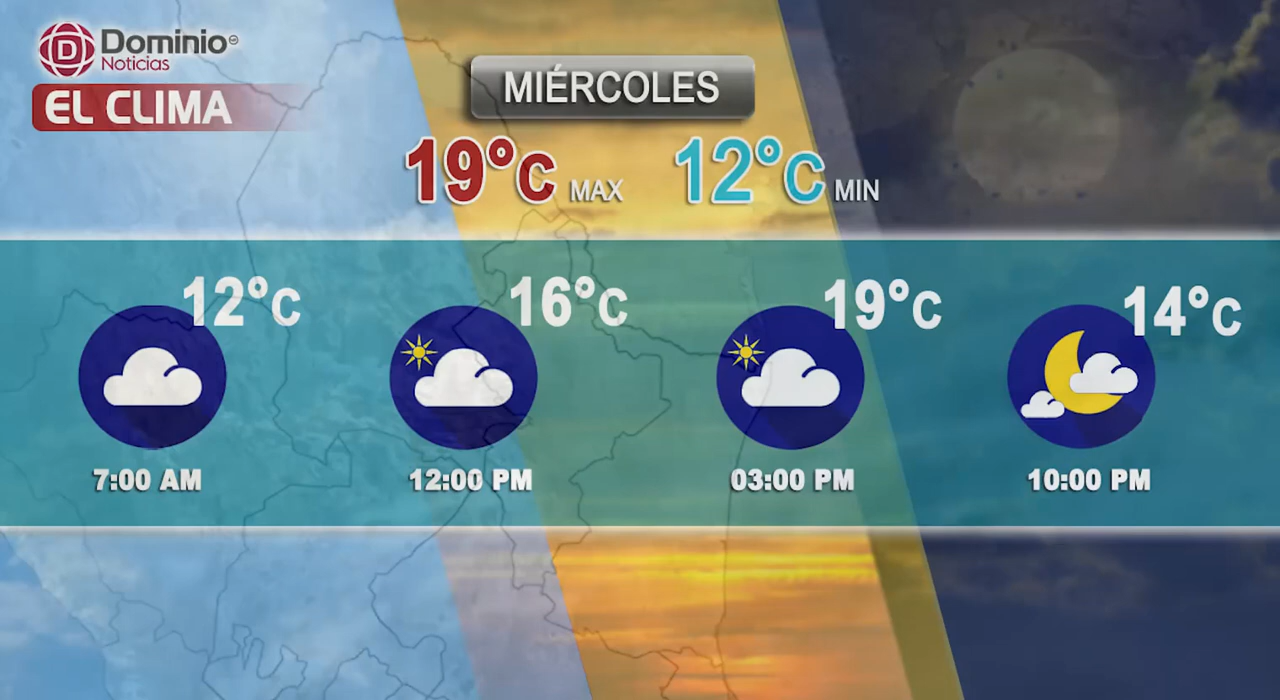 Dominio
Noticias
EL CLIMA
MIÉRCOLES
19°C MAX 12°C MIN
12°C 16°C 19°C 14°C
7:00 AM 12:00 PM 03:00 PM 10:00 PM